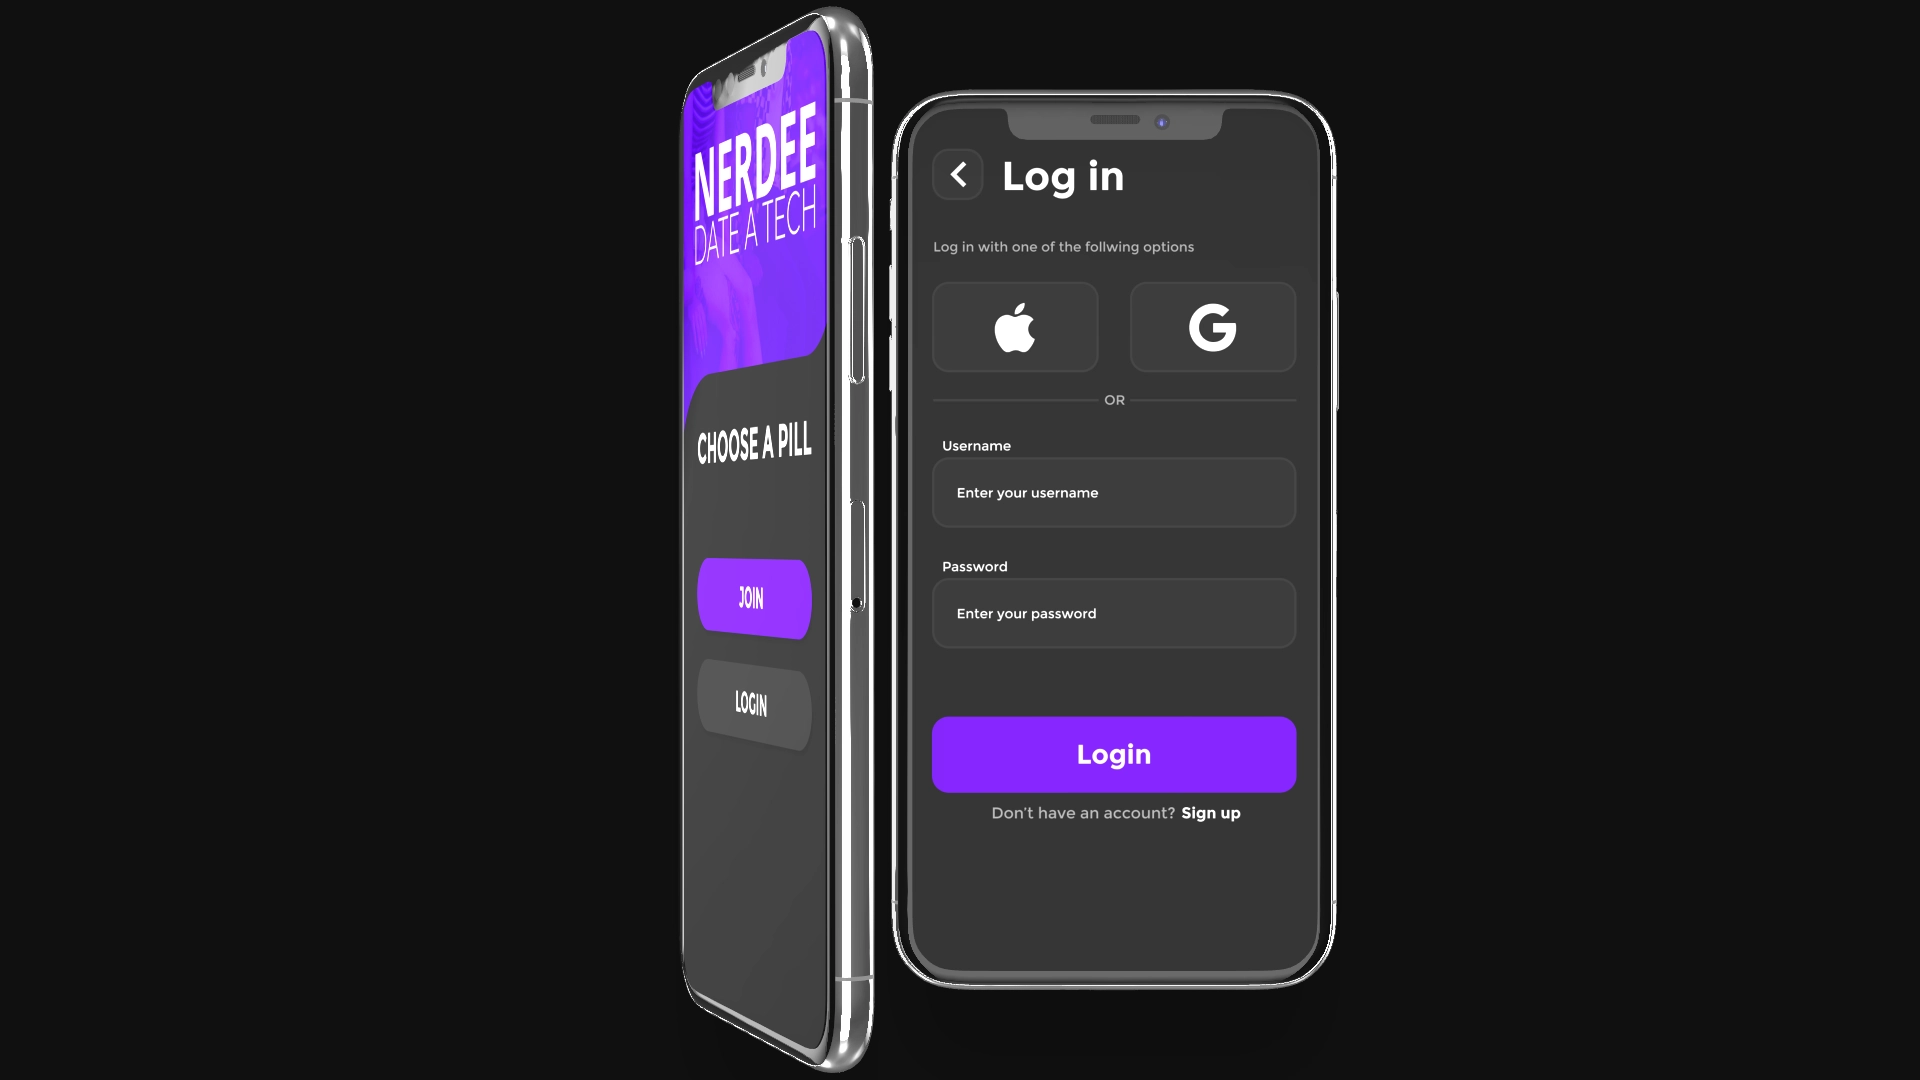 NERDEE
DATE A TECH
CHOOSE A PILL
JOIN
LOGIN
Log in
Log in with one of the follwing options
OR
Username
Enter your username
Password
Enter your password
Login
Don't have an account? Sign up